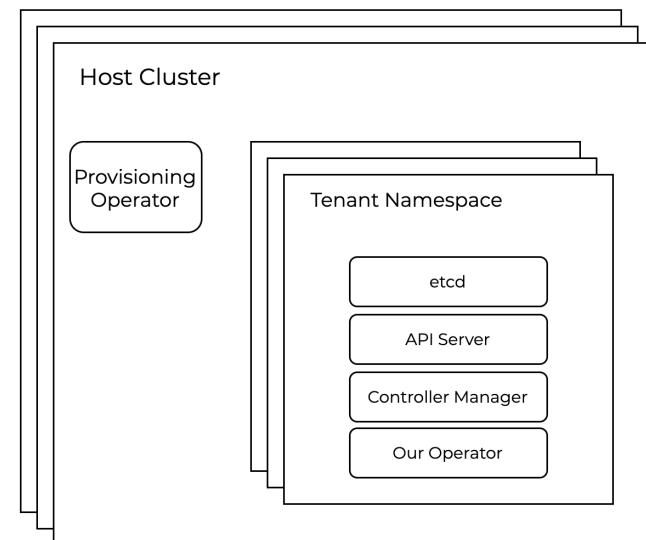 Host Cluster
Provisioning
Operator
Tenant Namespace
etcd
API Server
Controller Manager
Our Operator